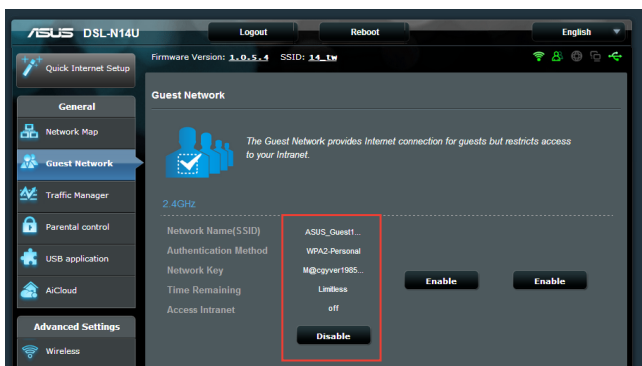 ASUS DSL-N14U Logout Reboot English
Quick Internet Setup
Firmware Version: 1.0.5.4 SSID: 14_tw
General
Network Map
Guest Network
Traffic Manager
Parental control
USB application
AiCloud
Advanced Settings
Wireless
Guest Network
The Guest Network provides Internet connection for guests but restricts access
to your Intranet.
2.4GHz
Network Name(SSID) ASUS_Guest1...
Authentication Method WPA2-Personal
Network Key M@cgyver1985...
Time Remaining Limitless
Access Intranet off
Disable
Enable
Enable